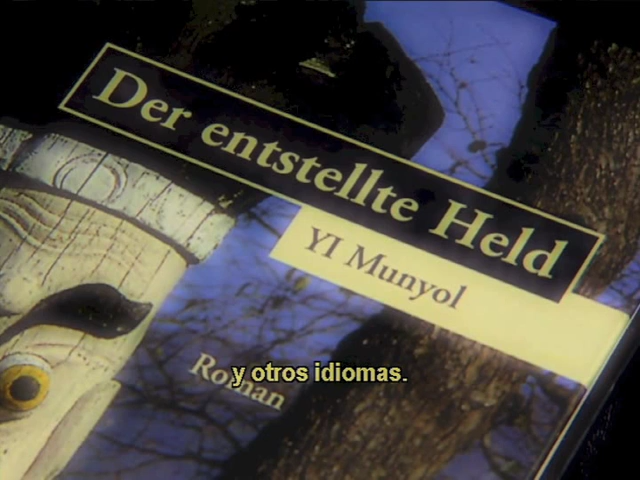 Der entstellte Held
YI Munyol
Roman
y otros idiomas.